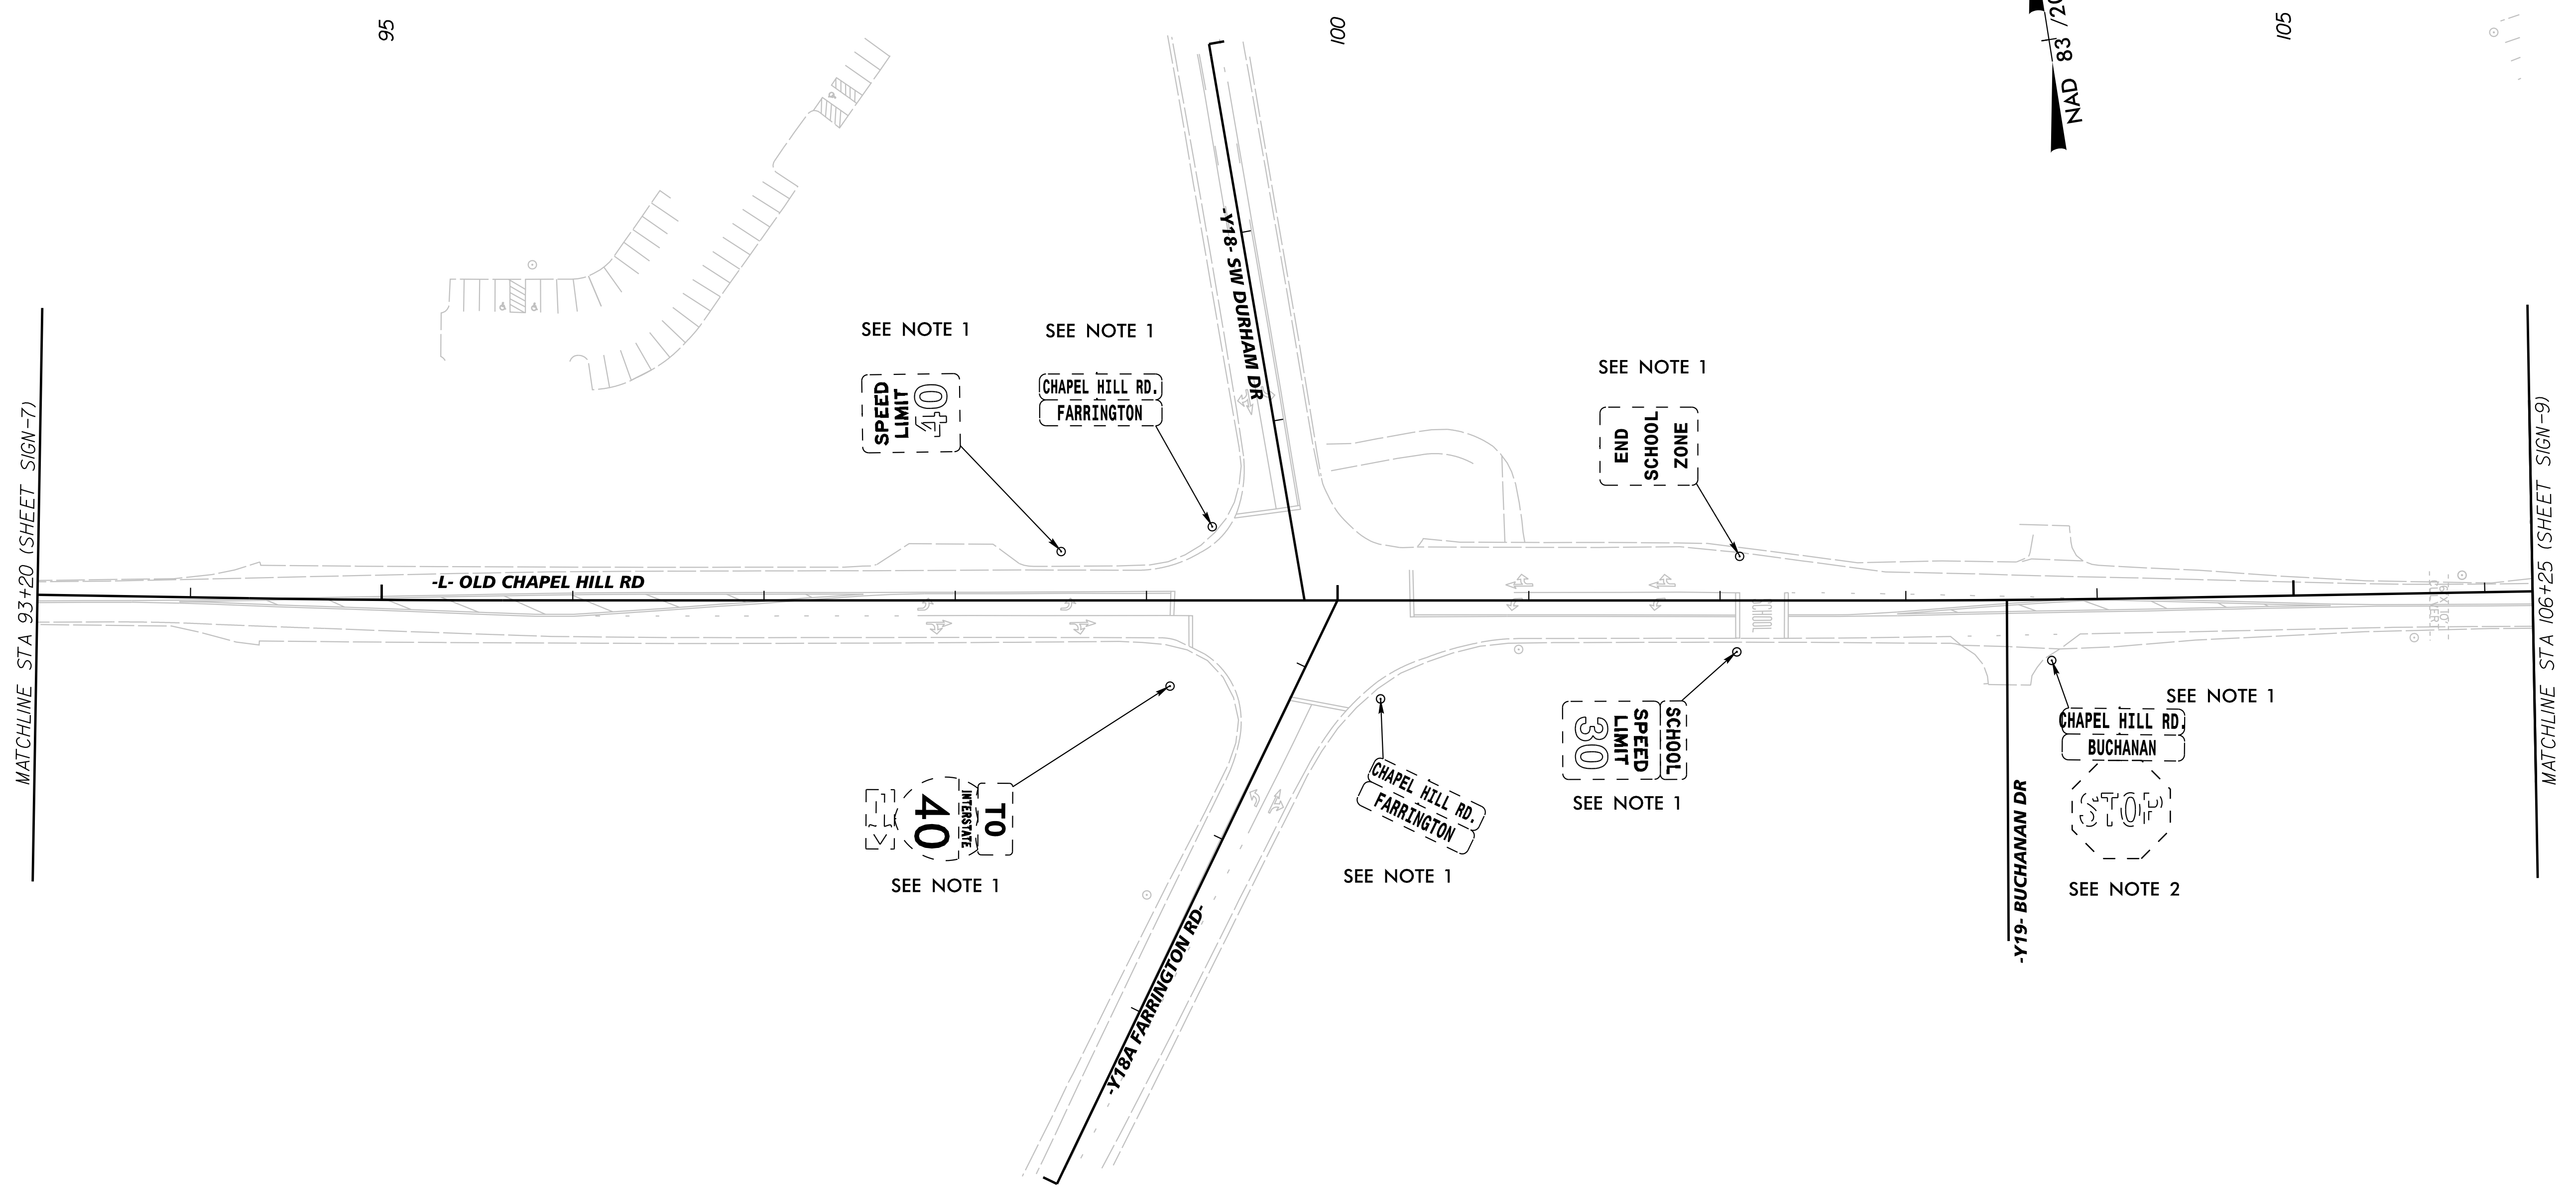 95
100
105
NAD 83 /20
-Y18- SW DURHAM DR
SEE NOTE 1
SPEED
LIMIT
40
SEE NOTE 1
CHAPEL HILL RD.
FARRINGTON
SEE NOTE 1
END
SCHOOL
ZONE
MATCHLINE STA 93+20 (SHEET SIGN-7)
-L- OLD CHAPEL HILL RD
SCHOOL
MATCHLINE STA 106+25 (SHEET SIGN-9)
TO
INTERSTATE
40
SEE NOTE 1
CHAPEL HILL RD.
FARRINGTON
SEE NOTE 1
SCHOOL
SPEED
LIMIT
30
SEE NOTE 1
SEE NOTE 1
CHAPEL HILL RD.
BUCHANAN
STOP
SEE NOTE 2
-Y19- BUCHANAN DR
-Y18A FARRINGTON RD-